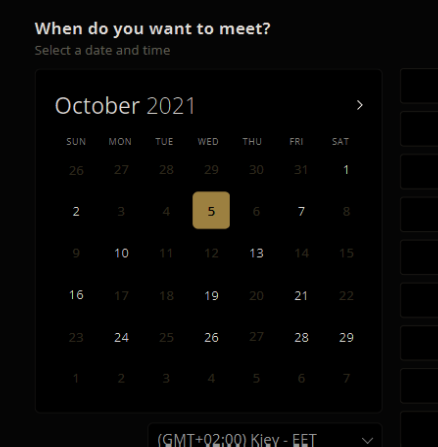 When do you want to meet?
Select a date and time
October 2021
SUN MON TUE WED THU FRI SAT
26 27 28 29 30 31 1
2 3 4 5 6 7 8
9 10 11 12 13 14 15
16 17 18 19 20 21 22
23 24 25 26 27 28 29
1 2 3 4 5 6 7
(GMT+02:00) Kiev - EET